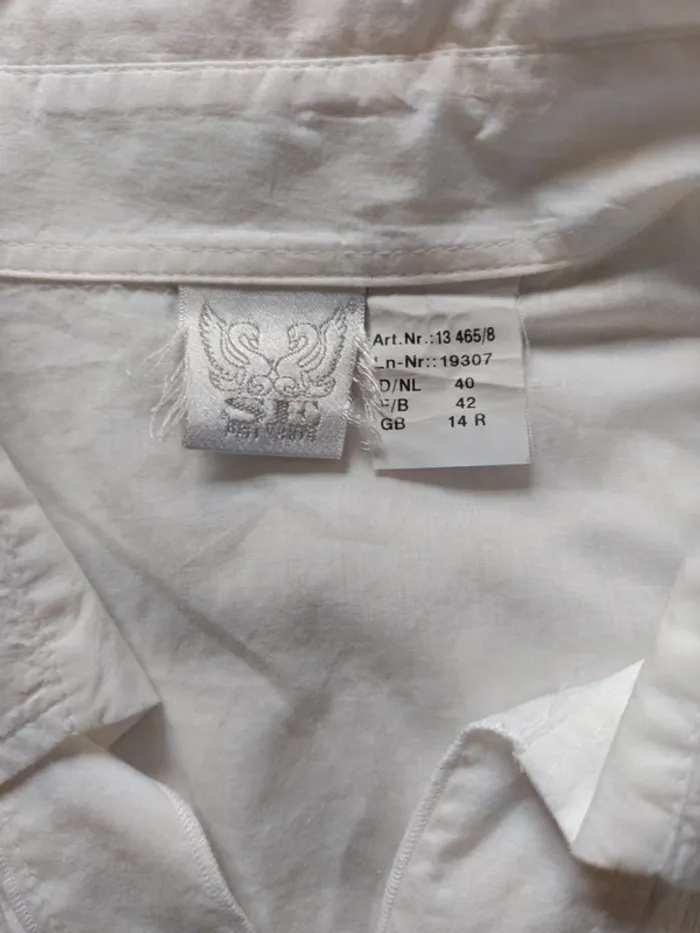 Art.Nr.:13 465/8
Ln-Nr::19307
D/NL 40
F/B 42
GB 14 R